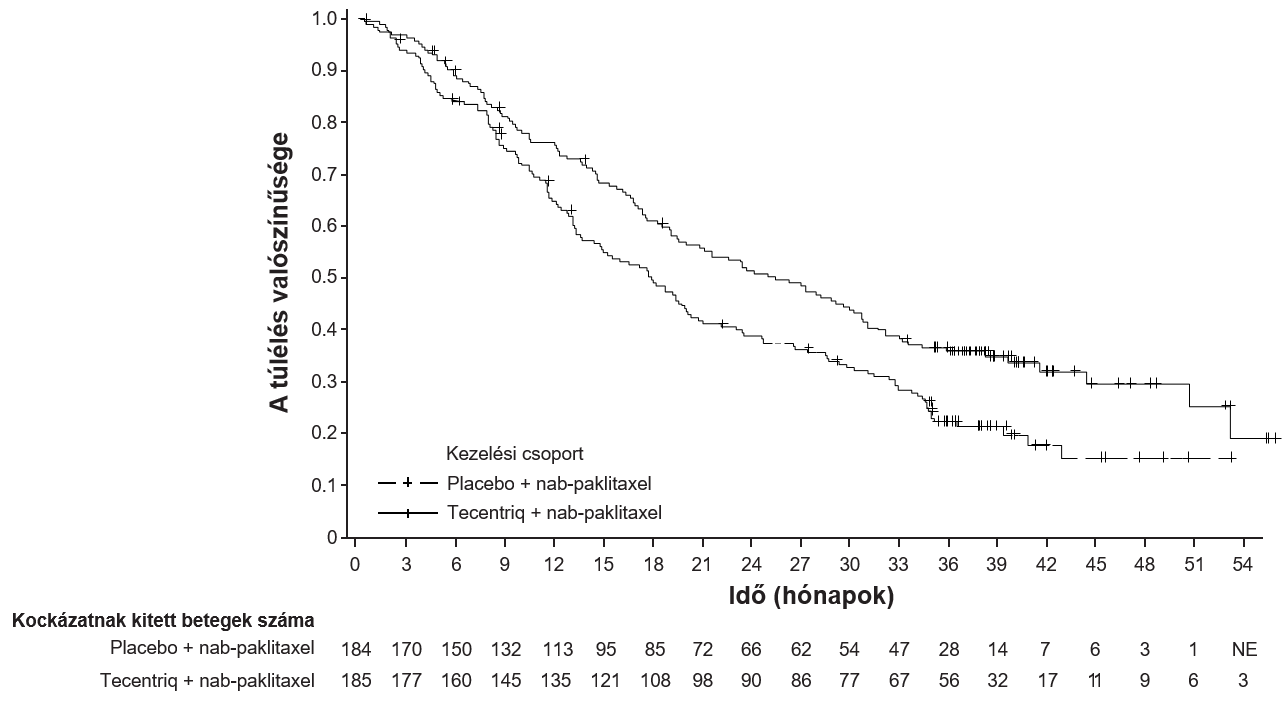 1.0
0.9
0.8
0.7
0.6
0.5
0.4
0.3
0.2
0.1
0
A túlélés valószínűsége
Kezelési csoport
Placebo + nab-paklitaxel
Tecentriq + nab-paklitaxel
0 3 6 9 12 15 18 21 24 27 30 33 36 39 42 45 48 51 54
Idő (hónapok)
Kockázatnak kitett betegek száma
Placebo + nab-paklitaxel 184 170 150 132 113 95 85 72 66 62 54 47 28 14 7 6 3 1 NE
Tecentriq + nab-paklitaxel 185 177 160 145 135 121 108 98 90 86 77 67 56 32 17 11 9 6 3